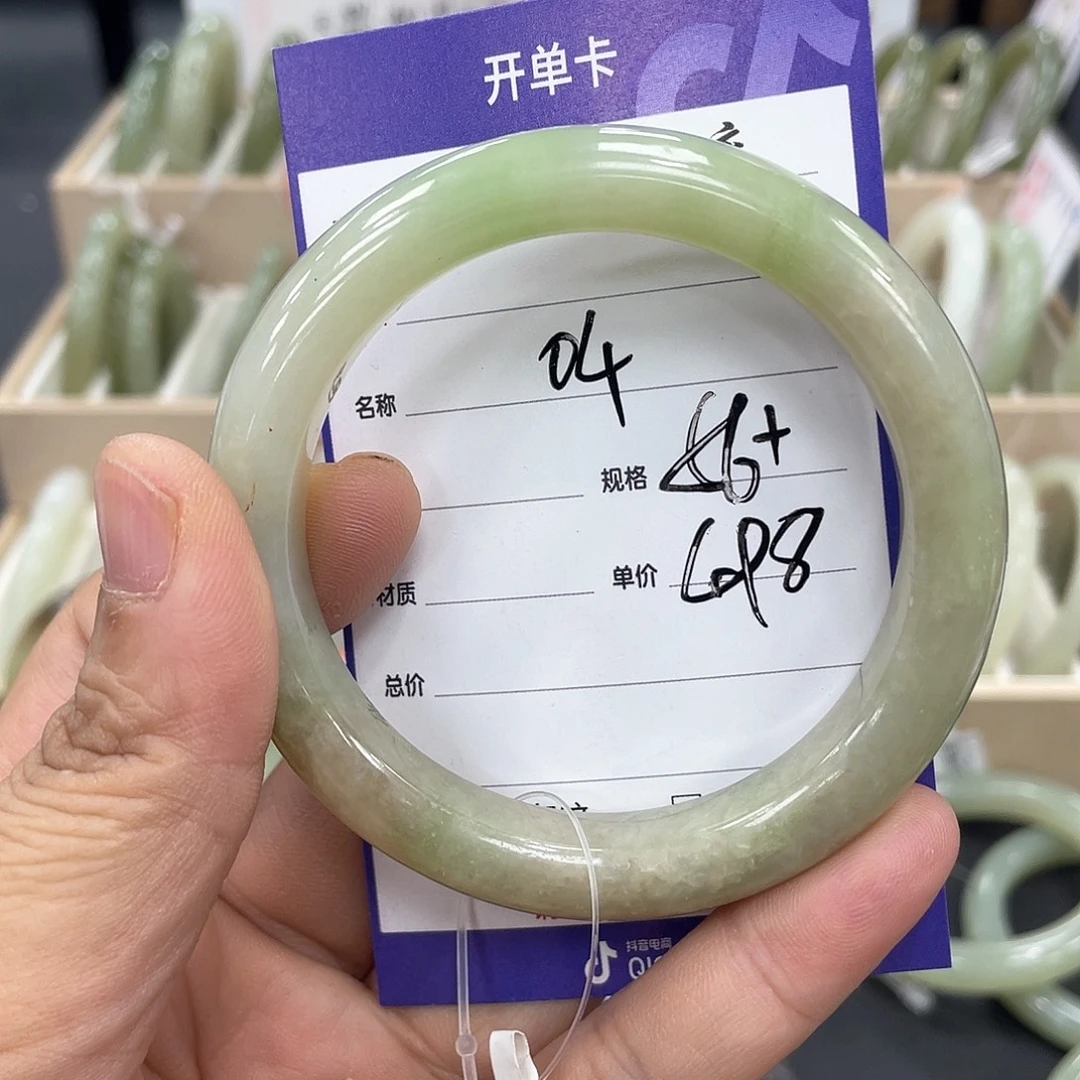 开单卡
名称 04
规格 56+
材质
单价 698
总价
抖音电商